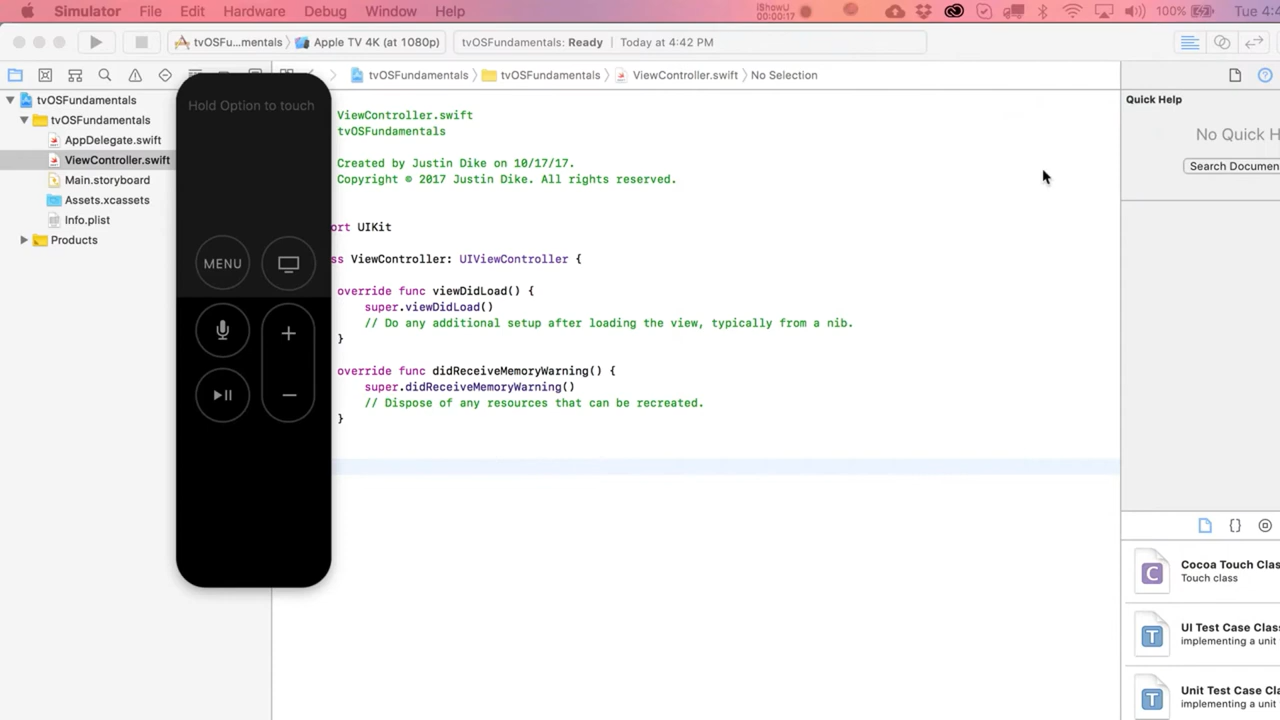 Simulator File Edit Hardware Debug Window Help iShowU 00:00:17 100% Tue 4:4
tvOSFu...mentals Apple TV 4K (at 1080p) tvOSFundamentals: Ready Today at 4:42 PM
tvOSFundamentals tvOSFundamentals ViewController.swift No Selection
tvOSFundamentals
tvOSFundamentals
AppDelegate.swift
ViewController.swift
Main.storyboard
Assets.xcassets
Info.plist
Products
Hold Option to touch
MENU
ViewController.swift
tvOSFundamentals
Created by Justin Dike on 10/17/17.
Copyright © 2017 Justin Dike. All rights reserved.
ort UIKit
ss ViewController: UIViewController {
override func viewDidLoad() {
super.viewDidLoad()
// Do any additional setup after loading the view, typically from a nib.
}
override func didReceiveMemoryWarning() {
super.didReceiveMemoryWarning()
// Dispose of any resources that can be recreated.
}
Quick Help
No Quick H
Search Documen
{}
C Cocoa Touch Clas
Touch class
T UI Test Case Class
implementing a unit
T Unit Test Case Cla
implementing a unit